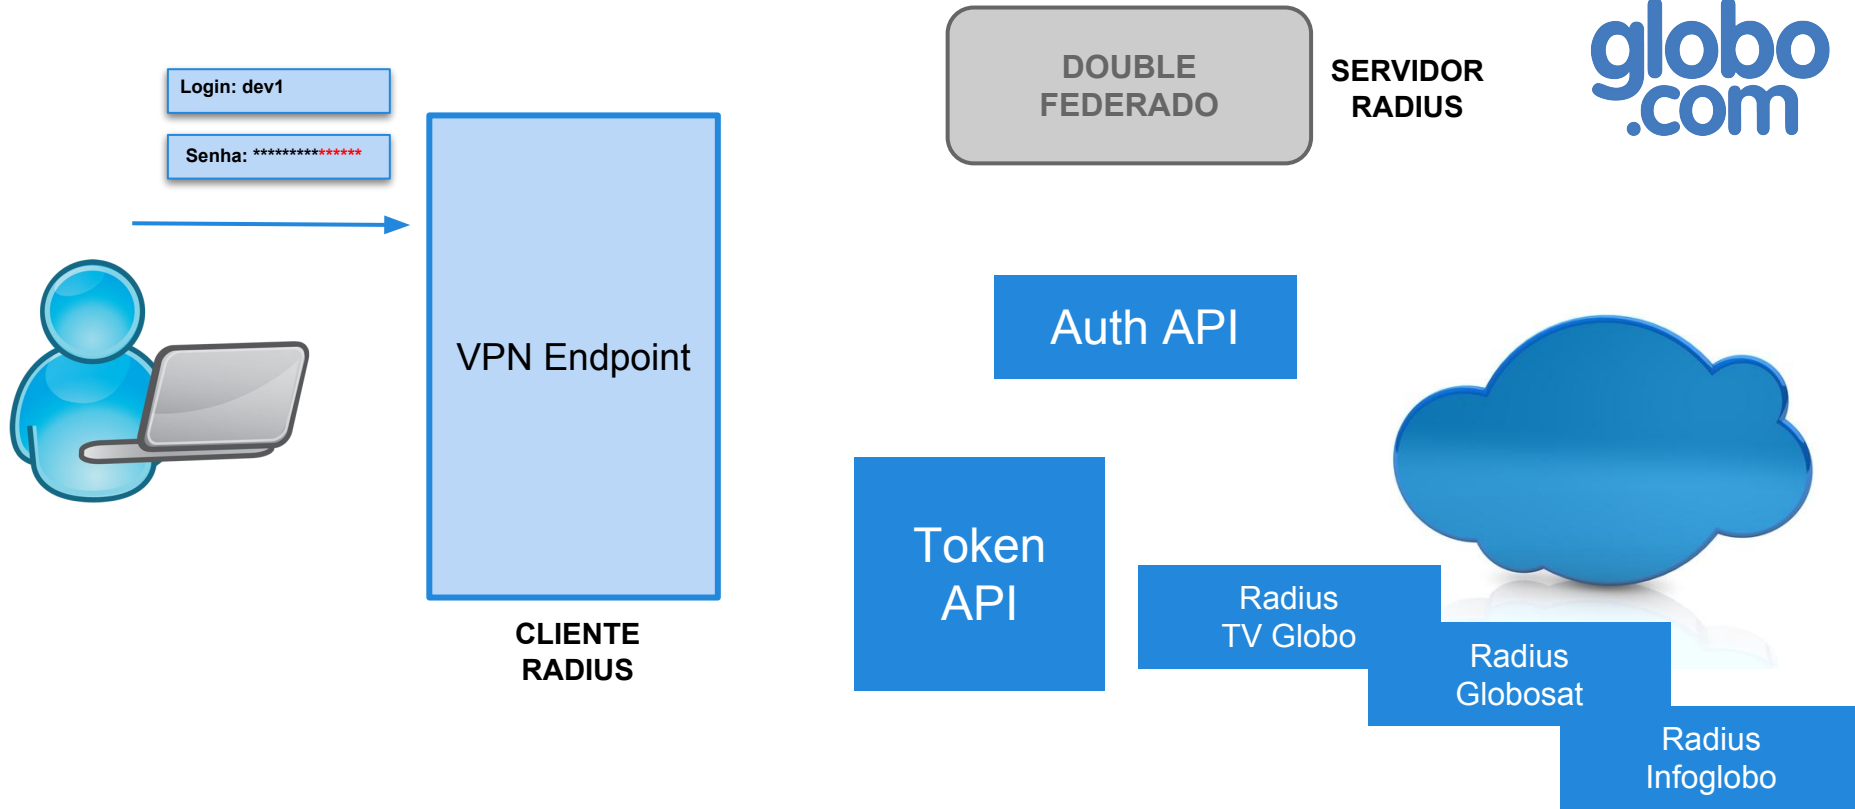 Login: dev1
Senha: ***************
VPN Endpoint
CLIENTE
RADIUS
DOUBLE
FEDERADO
SERVIDOR
RADIUS
globo
.com
Auth API
Token
API
Radius
TV Globo
Radius
Globosat
Radius
Infoglobo